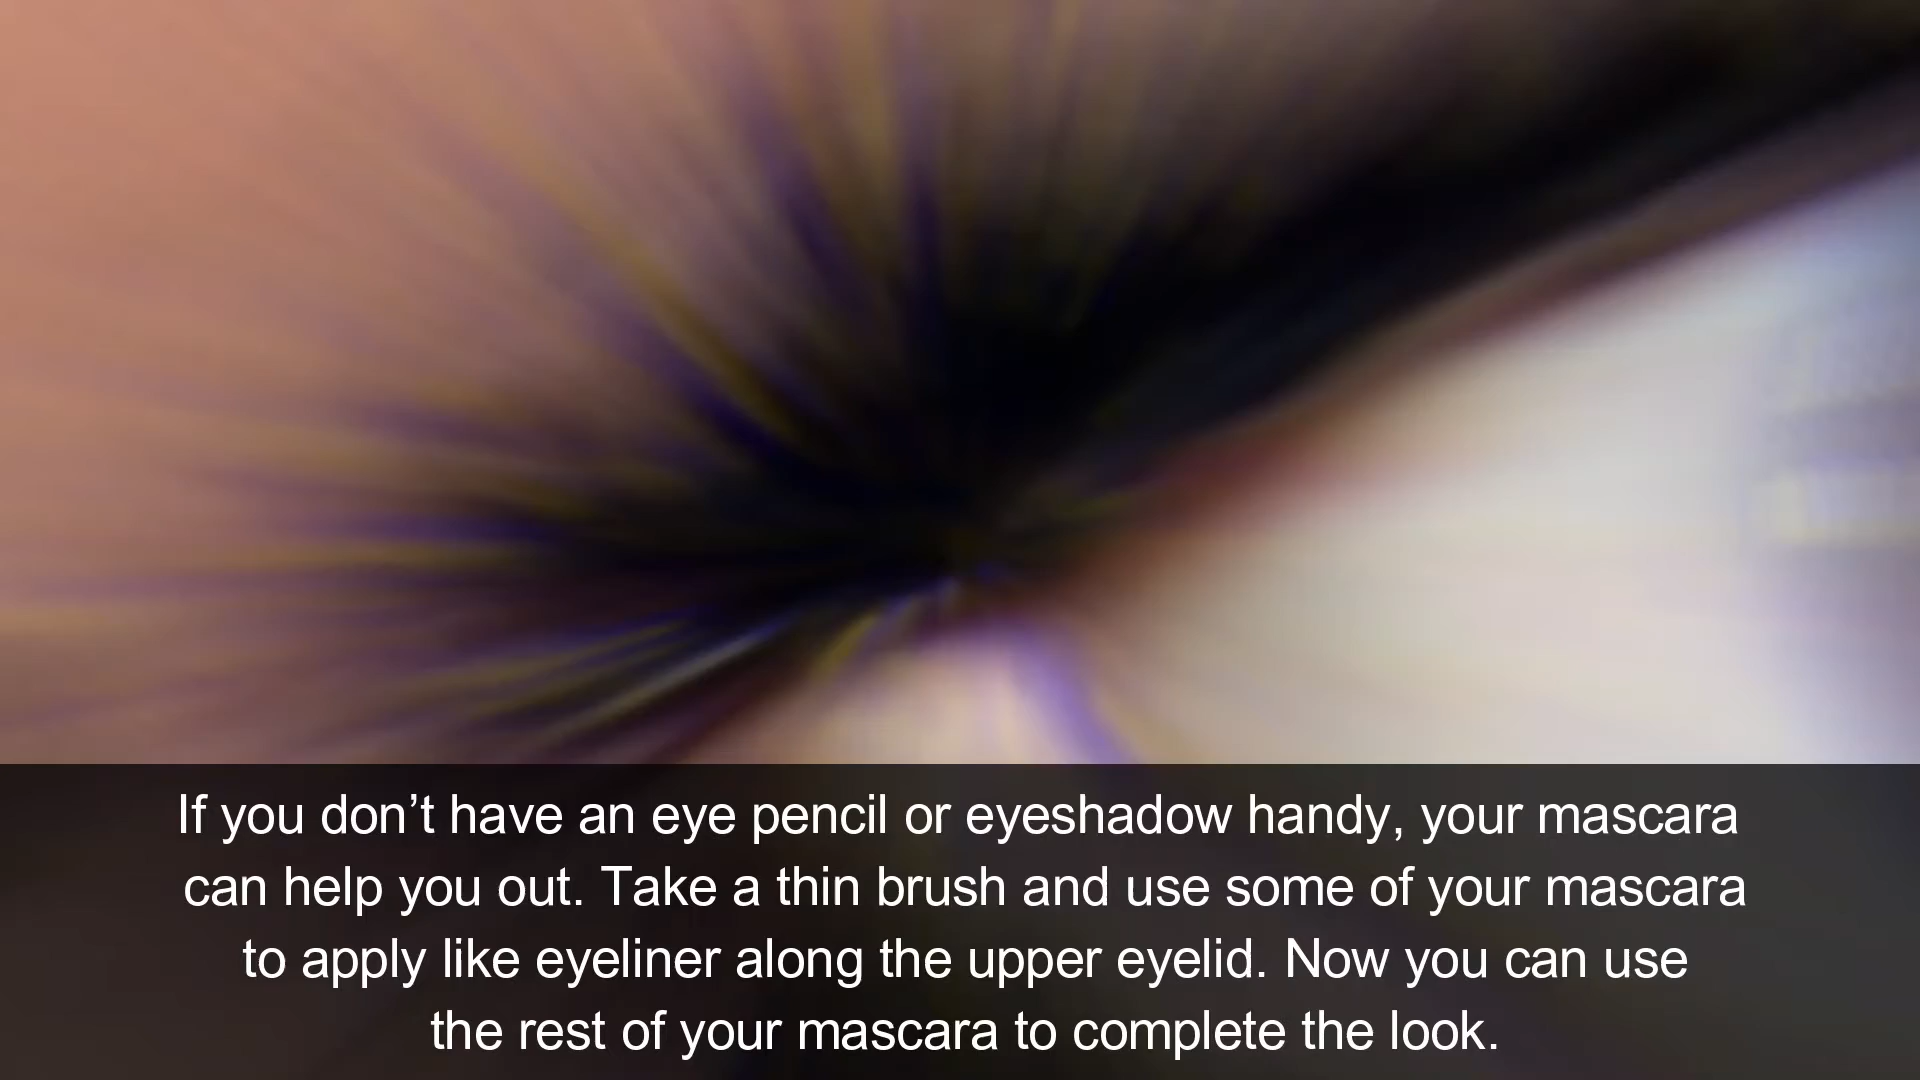 If you don’t have an eye pencil or eyeshadow handy, your mascara
can help you out. Take a thin brush and use some of your mascara
to apply like eyeliner along the upper eyelid. Now you can use
the rest of your mascara to complete the look.